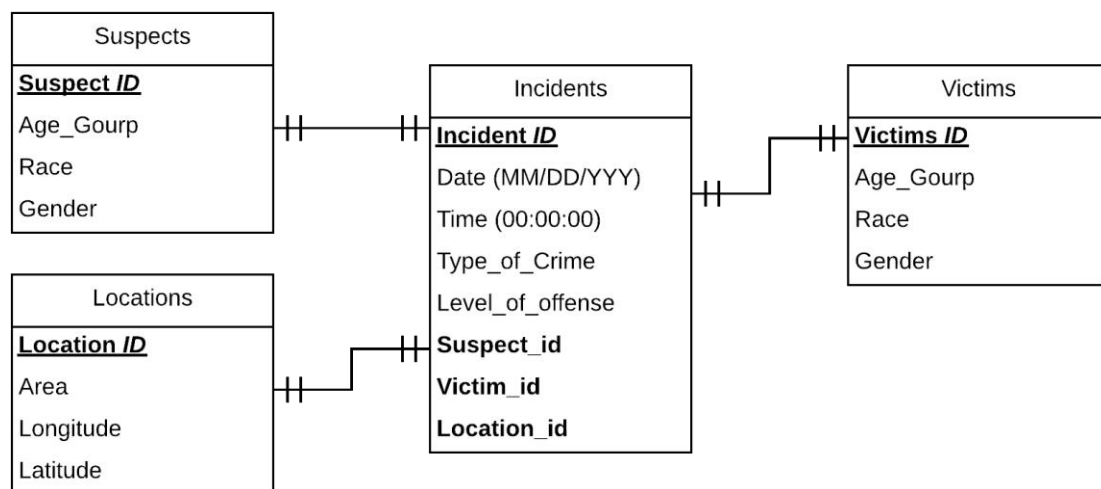 Suspects
Suspect ID
Age_Gourp
Race
Gender
Locations
Location ID
Area
Longitude
Latitude
Incidents
Incident ID
Date (MM/DD/YYY)
Time (00:00:00)
Type_of_Crime
Level_of_offense
Suspect_id
Victim_id
Location_id
Victims
Victims ID
Age_Gourp
Race
Gender